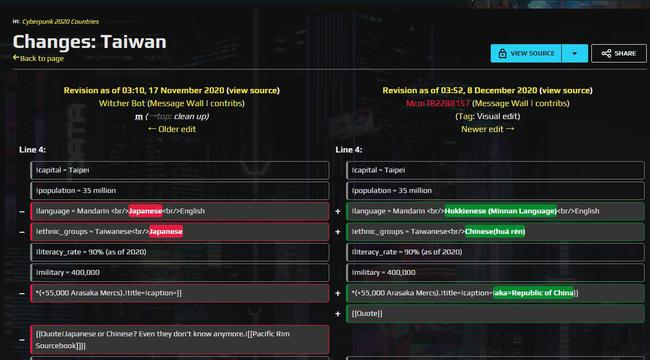 in: Cyberpunk 2020 Countries
Changes: Taiwan
←Back to page
VIEW SOURCE
SHARE
Revision as of 03:10, 17 November 2020 (view source)
Witcher Bot (Message Wall | contribs)
m (→top: clean up)
← Older edit
Revision as of 03:52, 8 December 2020 (view source)
Mcm782288157 (Message Wall | contribs)
(Tag: Visual edit)
Newer edit →
Line 4:
Line 4:
|capital = Taipei
|capital = Taipei
|population = 35 million
|population = 35 million
− |language = Mandarin <br/>Japanese<br/>English
+ |language = Mandarin <br/>Hokkienese (Minnan Language)<br/>English
− |ethnic_groups = Taiwanese<br/>Japanese
+ |ethnic_groups = Taiwanese<br/>Chinese(huá rén)
|literacy_rate = 90% (as of 2020)
|literacy_rate = 90% (as of 2020)
|military = 400,000
|military = 400,000
− *(+55,000 Arasaka Mercs).|title=|caption=}}
+ *(+55,000 Arasaka Mercs).|title=|caption=|aka=Republic of China}}
+ {{Quote}}
− {{Quote|Japanese or Chinese? Even they don't know anymore.|[[Pacific Rim
Sourcebook]]}}